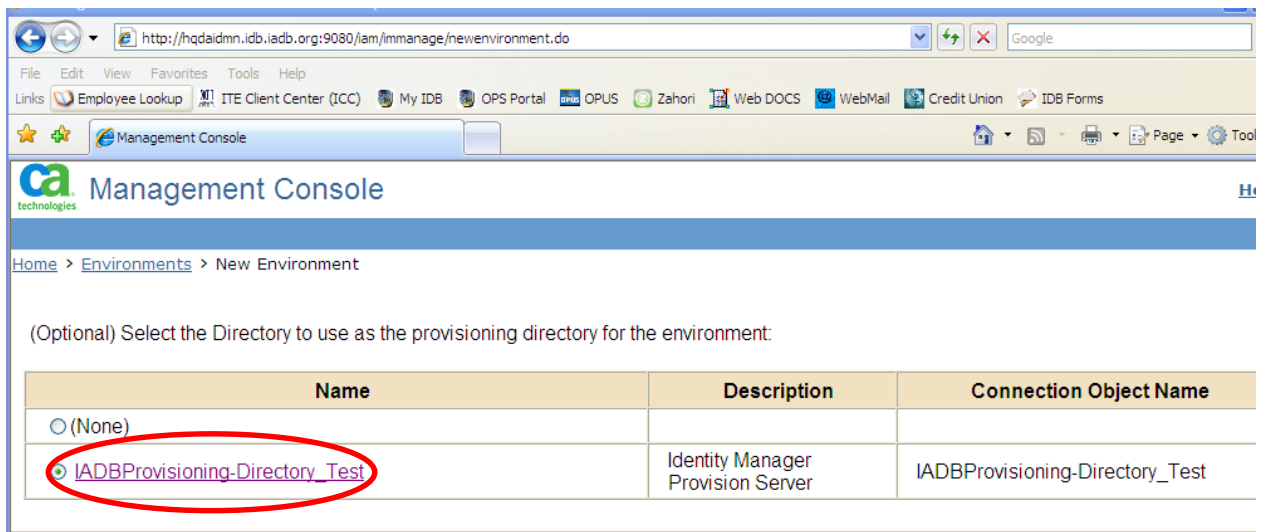 http://hqdaidmn.idb.iadb.org:9080/iam/immanage/newenvironment.do Google
File Edit View Favorites Tools Help
Links Employee Lookup ITE Client Center (ICC) My IDB OPS Portal OPUS OPUS Zahori Web DOCS WebMail Credit Union IDB Forms
Management Console Page
ca technologies Management Console
Home > Environments > New Environment
(Optional) Select the Directory to use as the provisioning directory for the environment:
Name Description Connection Object Name
(None)
IADBProvisioning-Directory_Test Identity Manager Provision Server IADBProvisioning-Directory_Test